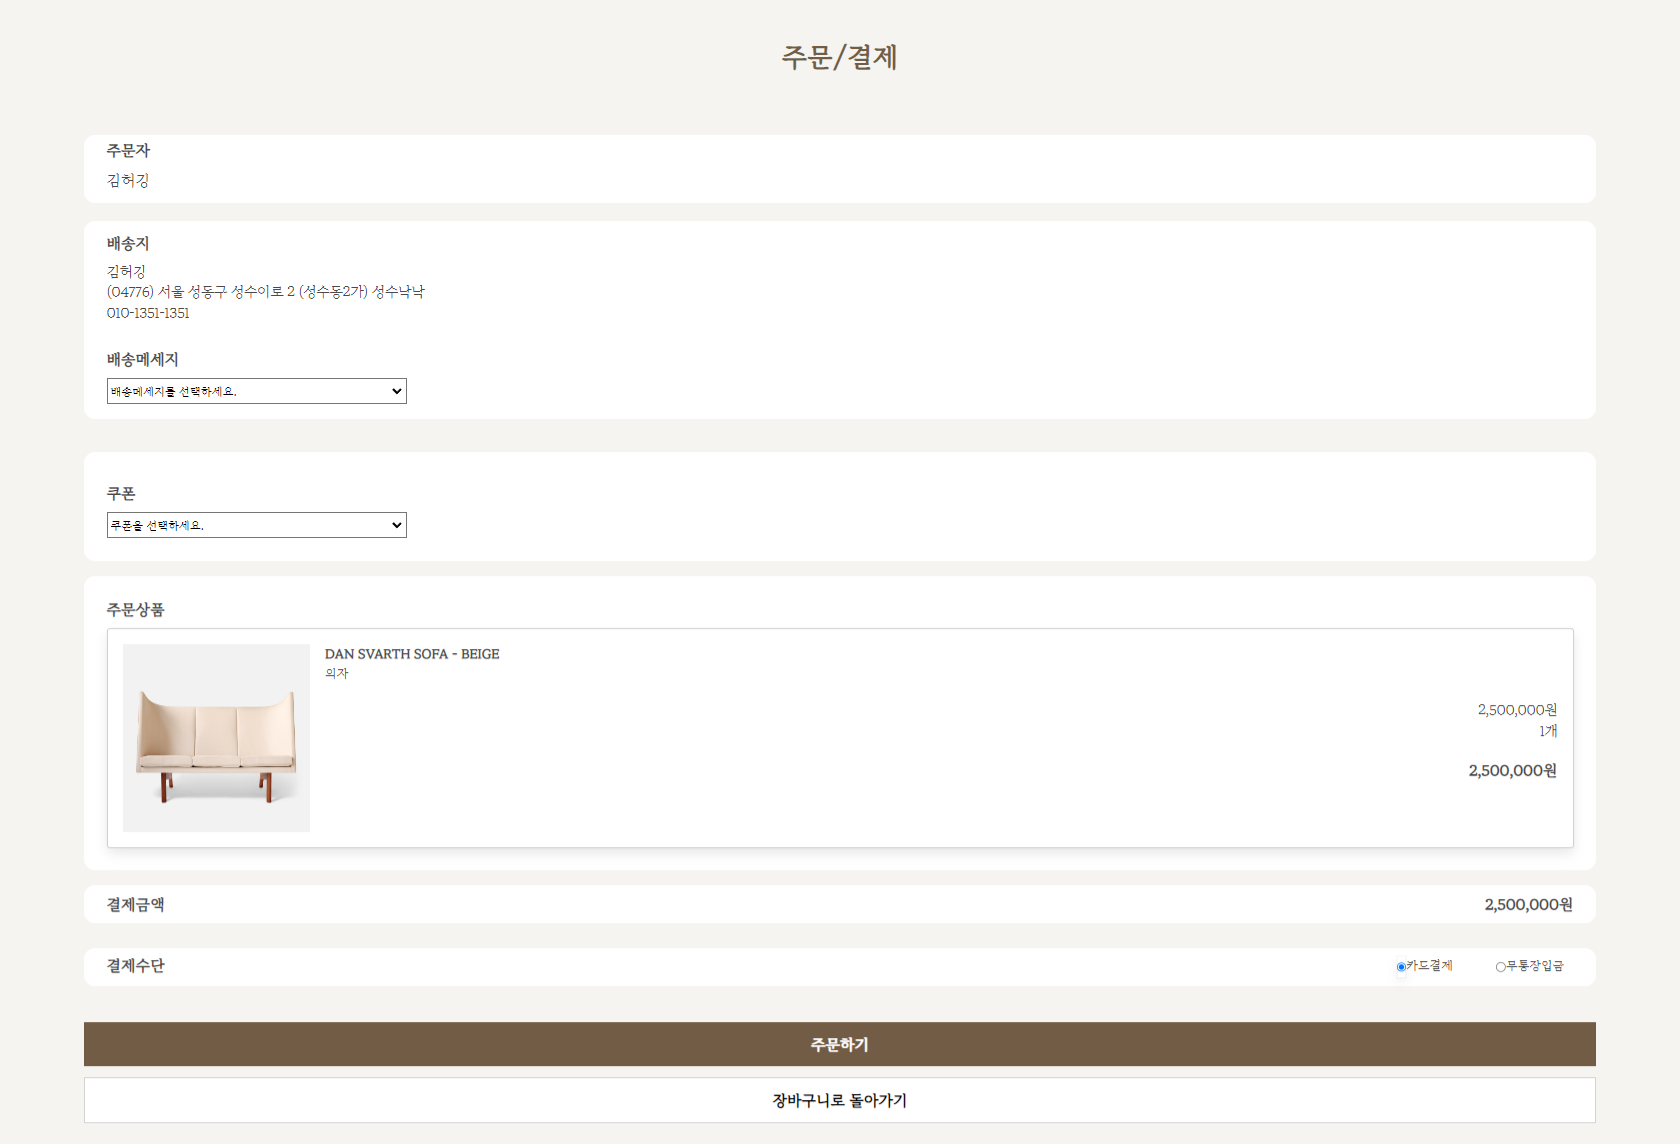 주문/결제
주문자
김허깅
배송지
김허깅
(04776) 서울 성동구 성수이로 2 (성수동2가) 성수낙낙
010-1351-1351
배송메세지
배송메세지를 선택하세요.
쿠폰
쿠폰을 선택하세요.
주문상품
DAN SVARTH SOFA - BEIGE
의자
2,500,000원
1개
2,500,000원
결제금액 2,500,000원
결제수단 카드결제 무통장입금
주문하기
장바구니로 돌아가기